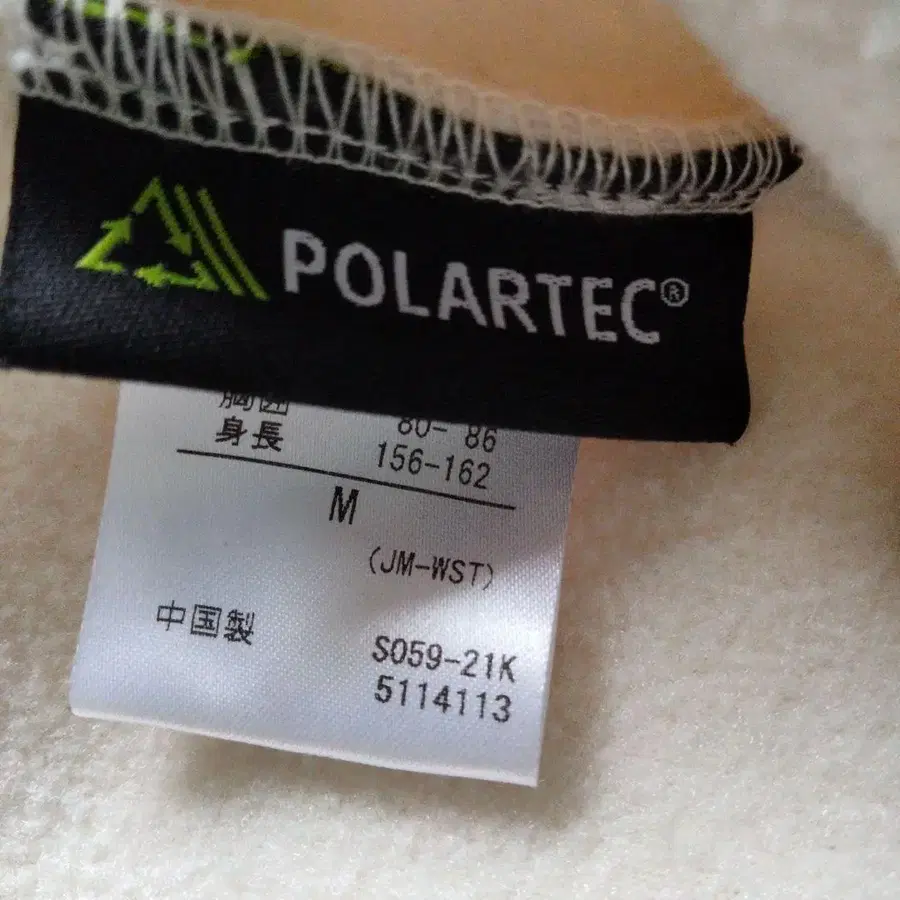 POLARTEC®
胸囲 80- 86
身長 156-162
M
(JM-WST)
中国製 S059-21K
5114113